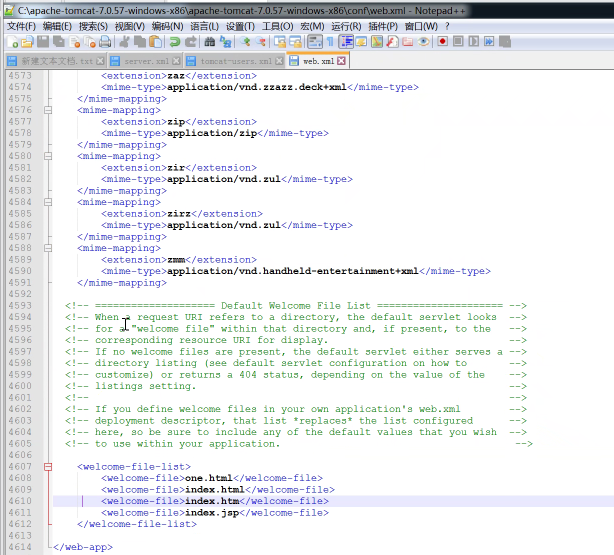 C:\apache-tomcat-7.0.57-windows-x86\apache-tomcat-7.0.57-windows-x86\conf\web.xml - Notepad++
文件(F) 编辑(E) 搜索(S) 视图(V) 编码(N) 语言(L) 设置(T) 工具(O) 宏(M) 运行(R) 插件(P) 窗口(W) ?
新建文本文档.txt server.xml tomcat-users.xml web.xml
4573 <extension>zaz</extension>
4574 <mime-type>application/vnd.zzazz.deck+xml</mime-type>
4575 </mime-mapping>
4576 <mime-mapping>
4577 <extension>zip</extension>
4578 <mime-type>application/zip</mime-type>
4579 </mime-mapping>
4580 <mime-mapping>
4581 <extension>zir</extension>
4582 <mime-type>application/vnd.zul</mime-type>
4583 </mime-mapping>
4584 <mime-mapping>
4585 <extension>zirz</extension>
4586 <mime-type>application/vnd.zul</mime-type>
4587 </mime-mapping>
4588 <mime-mapping>
4589 <extension>zmm</extension>
4590 <mime-type>application/vnd.handheld-entertainment+xml</mime-type>
4591 </mime-mapping>
4592
4593 <!-- ==================== Default Welcome File List ===================== -->
4594 <!-- When a request URI refers to a directory, the default servlet looks -->
4595 <!-- for a "welcome file" within that directory and, if present, to the -->
4596 <!-- corresponding resource URI for display. -->
4597 <!-- If no welcome files are present, the default servlet either serves a -->
4598 <!-- directory listing (see default servlet configuration on how to -->
4599 <!-- customize) or returns a 404 status, depending on the value of the -->
4600 <!-- listings setting. -->
4601 <!-- -->
4602 <!-- If you define welcome files in your own application's web.xml -->
4603 <!-- deployment descriptor, that list *replaces* the list configured -->
4604 <!-- here, so be sure to include any of the default values that you wish -->
4605 <!-- to use within your application. -->
4606
4607 <welcome-file-list>
4608 <welcome-file>one.html</welcome-file>
4609 <welcome-file>index.html</welcome-file>
4610 <welcome-file>index.htm</welcome-file>
4611 <welcome-file>index.jsp</welcome-file>
4612 </welcome-file-list>
4613
4614 </web-app>